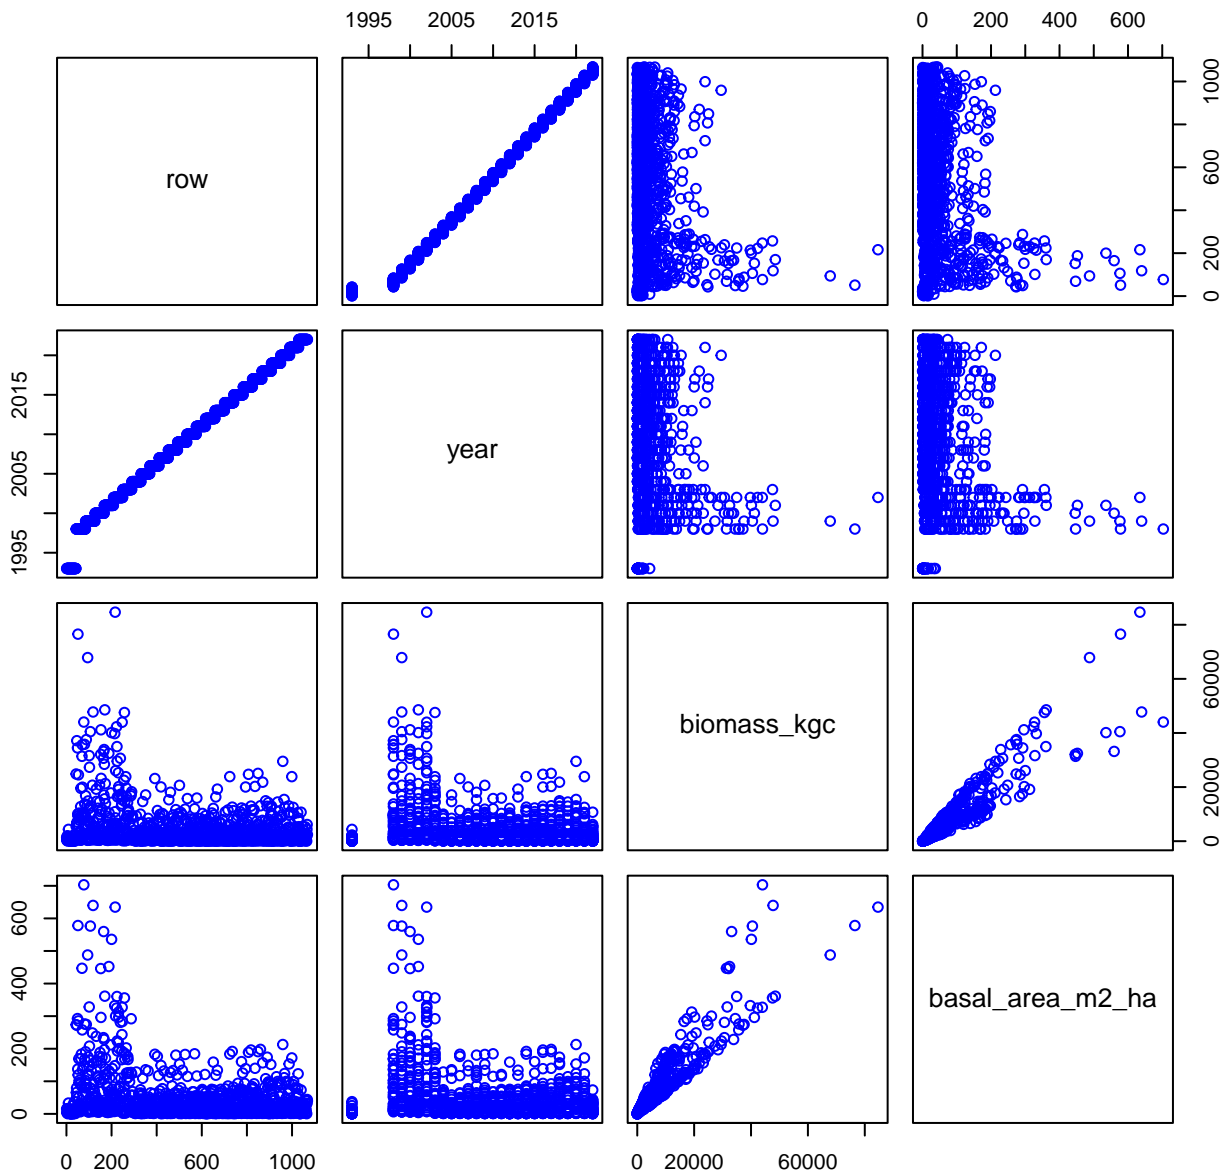 1995 2005 2015 0 200 400 600
row 0 200 600 1000
1995 2005 2015 year
biomass_kgc 0 20000 60000
0 200 400 600 basal_area_m2_ha
0 200 600 1000 0 20000 60000